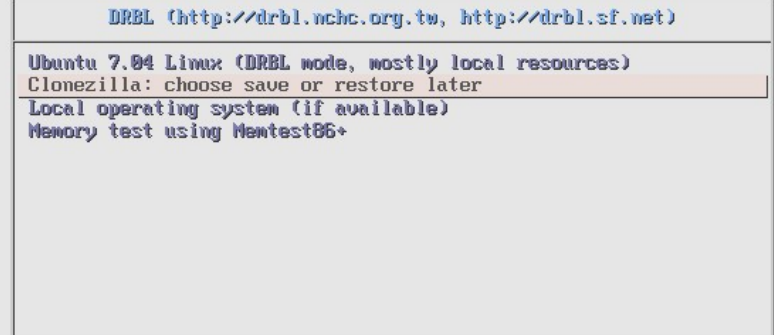 DRBL (http://drbl.nchc.org.tw, http://drbl.sf.net)
Ubuntu 7.04 Linux (DRBL mode, mostly local resources)
Clonezilla: choose save or restore later
Local operating system (if available)
Memory test using Memtest86+